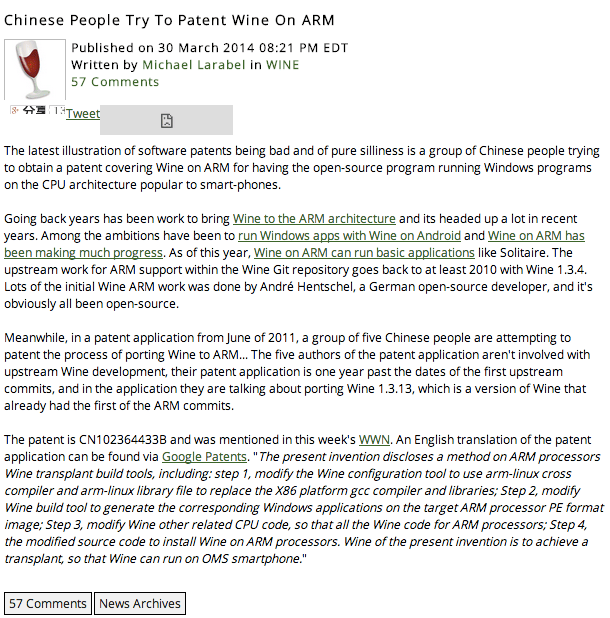 Chinese People Try To Patent Wine On ARM
Published on 30 March 2014 08:21 PM EDT
Written by Michael Larabel in WINE
57 Comments
分享
Tweet
The latest illustration of software patents being bad and of pure silliness is a group of Chinese people trying
to obtain a patent covering Wine on ARM for having the open-source program running Windows programs
on the CPU architecture popular to smart-phones.
Going back years has been work to bring Wine to the ARM architecture and its headed up a lot in recent
years. Among the ambitions have been to run Windows apps with Wine on Android and Wine on ARM has
been making much progress. As of this year, Wine on ARM can run basic applications like Solitaire. The
upstream work for ARM support within the Wine Git repository goes back to at least 2010 with Wine 1.3.4.
Lots of the initial Wine ARM work was done by André Hentschel, a German open-source developer, and it's
obviously all been open-source.
Meanwhile, in a patent application from June of 2011, a group of five Chinese people are attempting to
patent the process of porting Wine to ARM... The five authors of the patent application aren't involved with
upstream Wine development, their patent application is one year past the dates of the first upstream
commits, and in the application they are talking about porting Wine 1.3.13, which is a version of Wine that
already had the first of the ARM commits.
The patent is CN102364433B and was mentioned in this week's WWN. An English translation of the patent
application can be found via Google Patents. "The present invention discloses a method on ARM processors
Wine transplant build tools, including: step 1, modify the Wine configuration tool to use arm-linux cross
compiler and arm-linux library file to replace the X86 platform gcc compiler and libraries; Step 2, modify
Wine build tool to generate the corresponding Windows applications on the target ARM processor PE format
image; Step 3, modify Wine other related CPU code, so that all the Wine code for ARM processors; Step 4,
the modified source code to install Wine on ARM processors. Wine of the present invention is to achieve a
transplant, so that Wine can run on OMS smartphone."
57 Comments News Archives